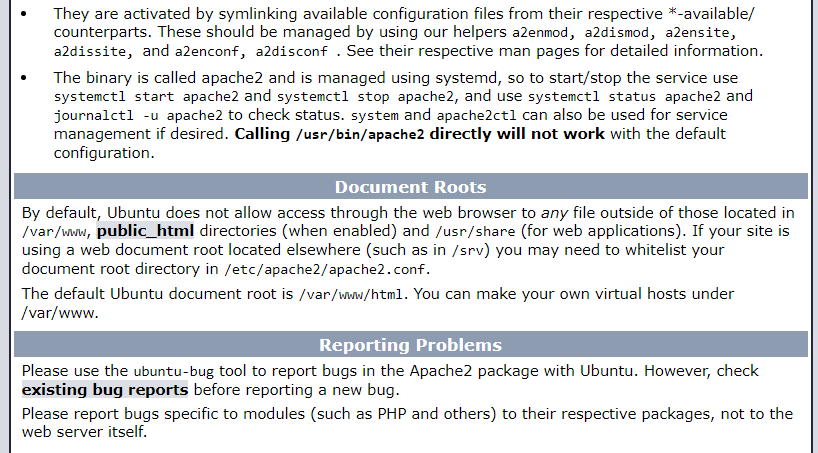 They are activated by symlinking available configuration files from their respective *-available/
counterparts. These should be managed by using our helpers a2enmod, a2dismod, a2ensite,
a2dissite, and a2enconf, a2disconf . See their respective man pages for detailed information.
The binary is called apache2 and is managed using systemd, so to start/stop the service use
systemctl start apache2 and systemctl stop apache2, and use systemctl status apache2 and
journalctl -u apache2 to check status. system and apache2ctl can also be used for service
management if desired. Calling /usr/bin/apache2 directly will not work with the default
configuration.
Document Roots
By default, Ubuntu does not allow access through the web browser to any file outside of those located in
/var/www, public_html directories (when enabled) and /usr/share (for web applications). If your site is
using a web document root located elsewhere (such as in /srv) you may need to whitelist your
document root directory in /etc/apache2/apache2.conf.
The default Ubuntu document root is /var/www/html. You can make your own virtual hosts under
/var/www.
Reporting Problems
Please use the ubuntu-bug tool to report bugs in the Apache2 package with Ubuntu. However, check
existing bug reports before reporting a new bug.
Please report bugs specific to modules (such as PHP and others) to their respective packages, not to the
web server itself.